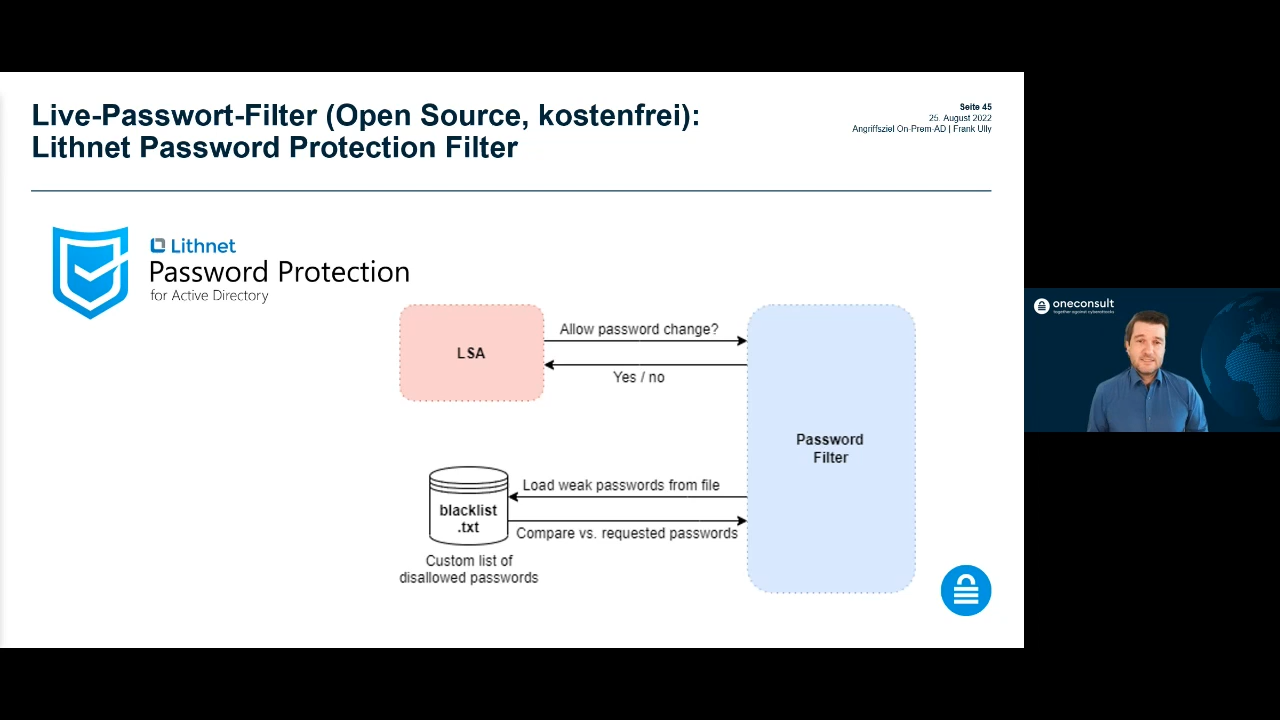 Live-Passwort-Filter (Open Source, kostenfrei):
Lithnet Password Protection Filter
Seite 45
25. August 2022
Angriffsziel On-Prem-AD | Frank Ully
Lithnet
Password Protection
for Active Directory
LSA
Allow password change?
Yes / no
Password
Filter
Load weak passwords from file
blacklist
.txt
Compare vs. requested passwords
Custom list of
disallowed passwords
oneconsult
together against cyberattacks